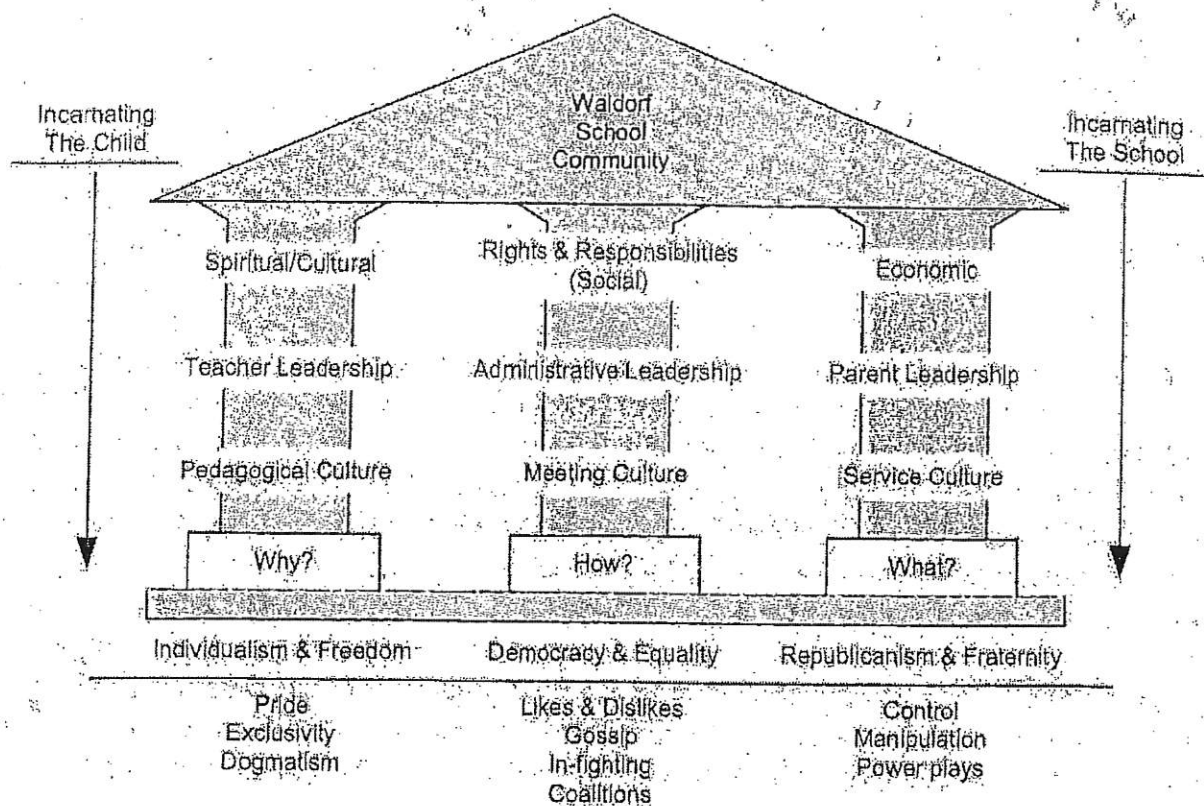 Waldorf
School
Community
Incarnating
The Child
Incarnating
The School
Spiritual/Cultural
Rights & Responsibilities
(Social)
Economic
Teacher Leadership
Administrative Leadership
Parent Leadership
Pedagogical Culture
Meeting Culture
Service Culture
Why?
How?
What?
Individualism & Freedom
Democracy & Equality
Republicanism & Fraternity
Pride
Exclusivity
Dogmatism
Likes & Dislikes
Gossip
In-fighting
Coalitions
Control
Manipulation
Power plays